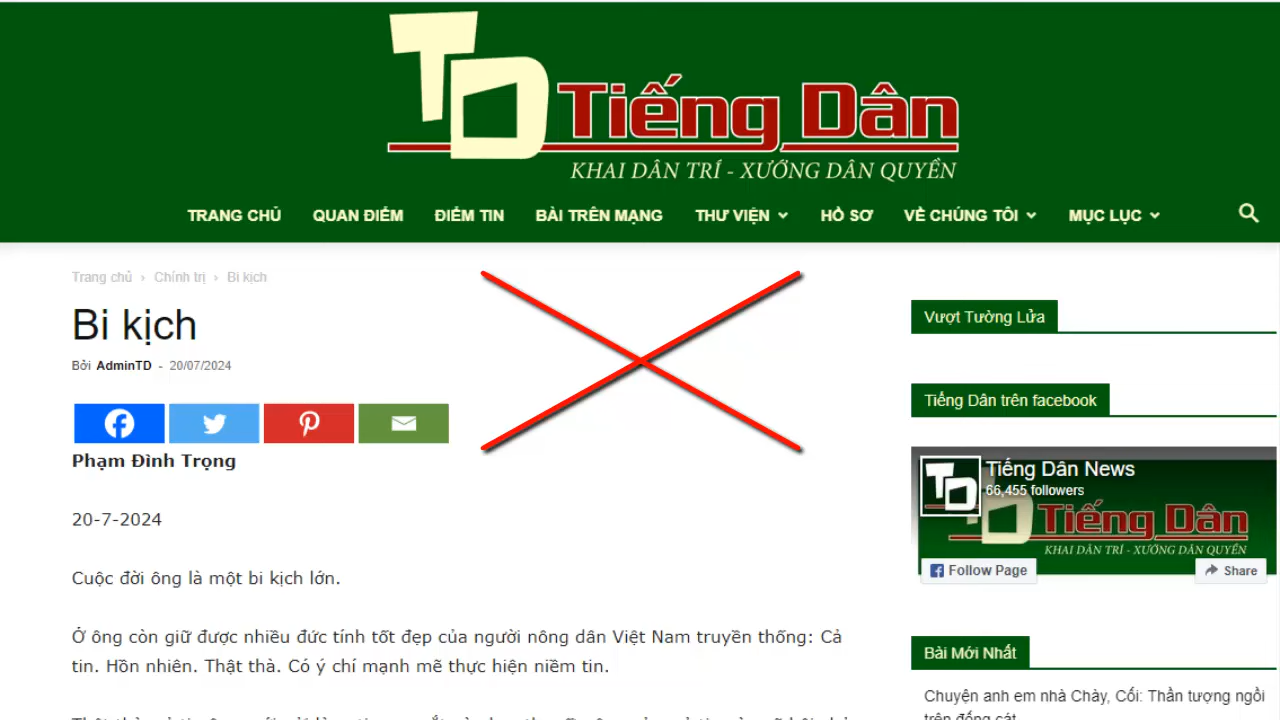 TD Tiếng Dân
KHAI DÂN TRÍ - XƯỚNG DÂN QUYỀN
TRANG CHỦ QUAN ĐIỂM ĐIỂM TIN BÀI TRÊN MẠNG THƯ VIỆN HỒ SƠ VỀ CHÚNG TÔI MỤC LỤC
Trang chủ › Chính trị › Bi kịch
Bi kịch
Bởi AdminTD - 20/07/2024
Phạm Đình Trọng
20-7-2024
Cuộc đời ông là một bi kịch lớn.
Ở ông còn giữ được nhiều đức tính tốt đẹp của người nông dân Việt Nam truyền thống: Cả
tin. Hồn nhiên. Thật thà. Có ý chí mạnh mẽ thực hiện niềm tin.
Vượt Tường Lửa
Tiếng Dân trên facebook
TD Tiếng Dân News
66,455 followers
TD Tiếng Dân
KHAI DÂN TRÍ - XƯỚNG DÂN QUYỀN
Follow Page Share
Bài Mới Nhất
Chuyện anh em nhà Chảy, Cối: Thần tượng ngồi
trên đống cát